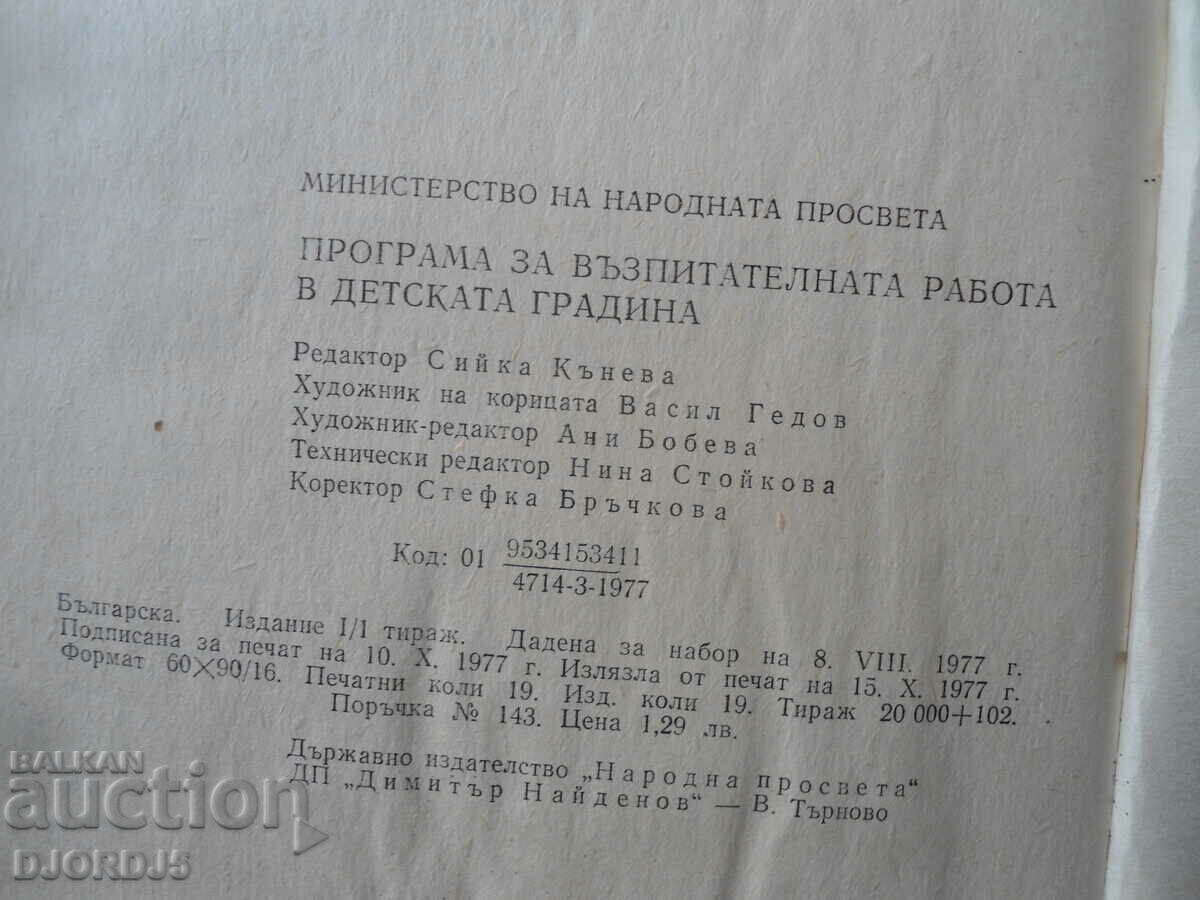 МИНИСТЕРСТВО НА НАРОДНАТА ПРОСВЕТА
ПРОГРАМА ЗА ВЪЗПИТАТЕЛНАТА РАБОТА
В ДЕТСКАТА ГРАДИНА
Редактор Сийка Кънева
Художник на корицата Васил Гедов
Художник-редактор Ани Бобева
Технически редактор Нина Стойкова
Коректор Стефка Бръчкова
Код: 01 9534153411
4714-3-1977
Българска. Издание I/1 тираж. Дадена за набор на 8. VIII. 1977 г.
Подписана за печат на 10. X. 1977 г. Излязла от печат на 15. X. 1977 г.
Формат 60×90/16. Печатни коли 19. Изд. коли 19. Тираж 20 000+102.
Поръчка № 143. Цена 1,29 лв.
Държавно издателство „Народна просвета“
ДП „Димитър Найденов“ — В. Търново
BALKAN
auction
DJORDJ5